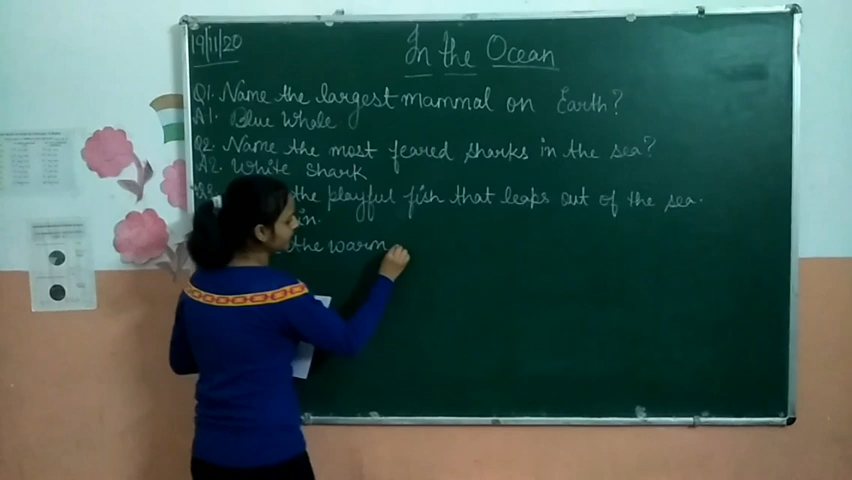 19/11/20
In the Ocean
Q1. Name the largest mammal on Earth?
A1. Blue Whale
Q2. Name the most feared sharks in the sea?
A2. White shark
the playful fish that leaps out of the sea.
in.
the warm